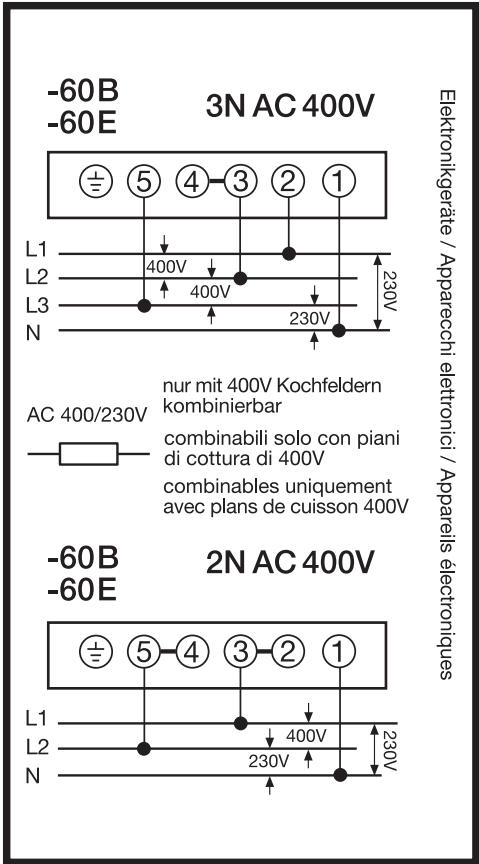 -60B
-60E
3N AC 400V
5 4 3 2 1
L1
400V
L2
400V
230V
L3
230V
N
AC 400/230V
nur mit 400V Kochfeldern
kombinierbar
combinabili solo con piani
di cottura di 400V
combinables uniquement
avec plans de cuisson 400V
-60B
-60E
2N AC 400V
5 4 3 2 1
L1
400V
230V
L2
230V
N
Elektronikgeräte / Apparecchi elettronici / Appareils électroniques